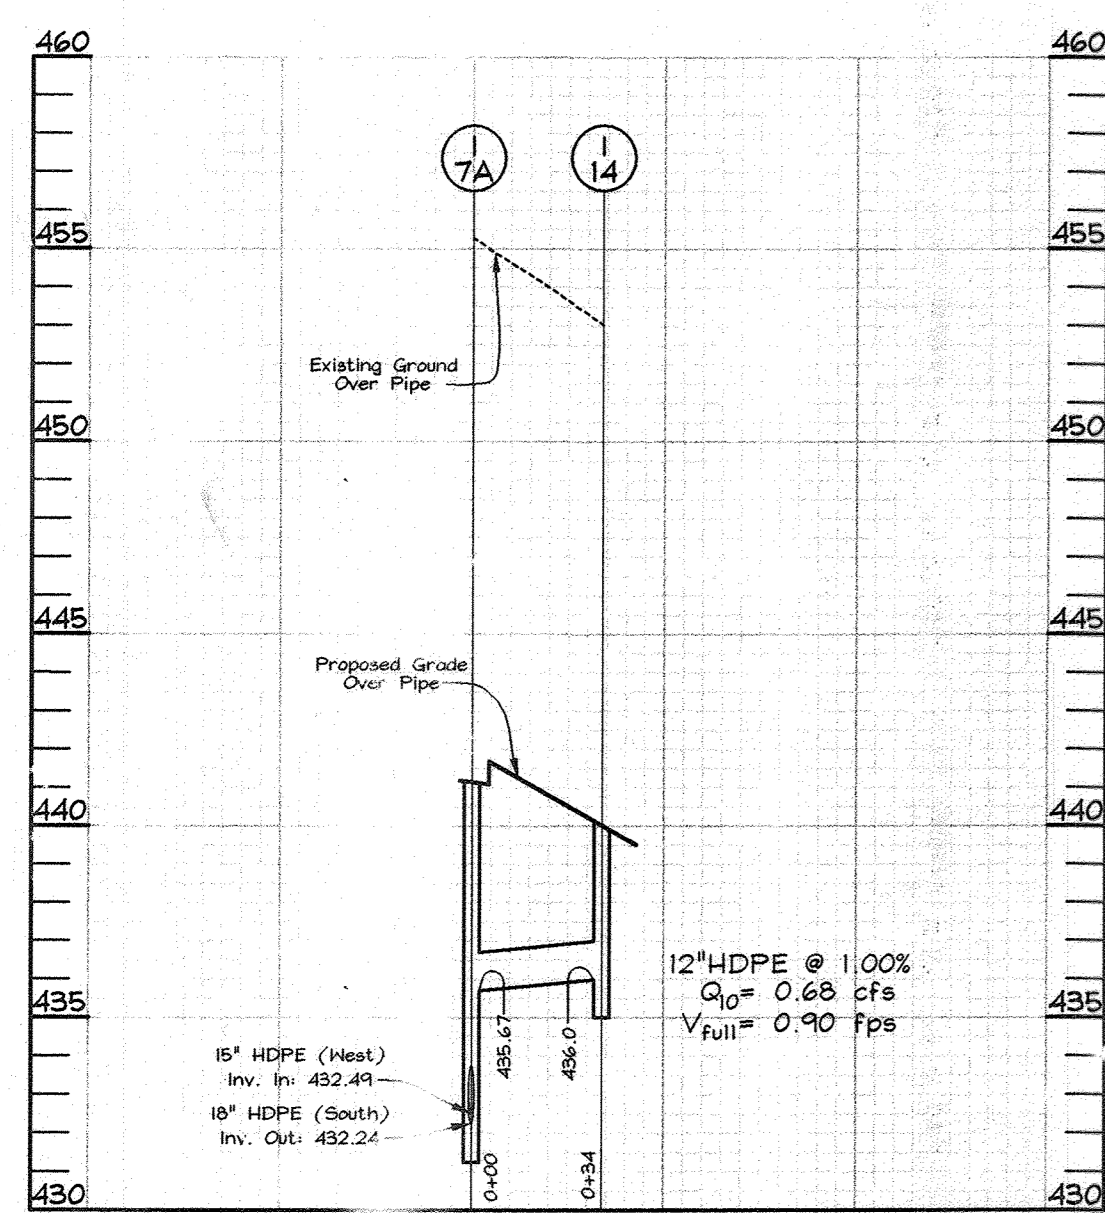 460
460
I
7A
I
14
455
455
Existing Ground
Over Pipe
450
450
445
445
Proposed Grade
Over Pipe
440
440
12"HDPE @ 1.00%
Q10= 0.68 cfs
Vfull= 0.90 fps
435
435
435.67
436.0
15" HDPE (West)
Inv. In: 432.49
18" HDPE (South)
Inv. Out: 432.24
0+00
0+34
430
430